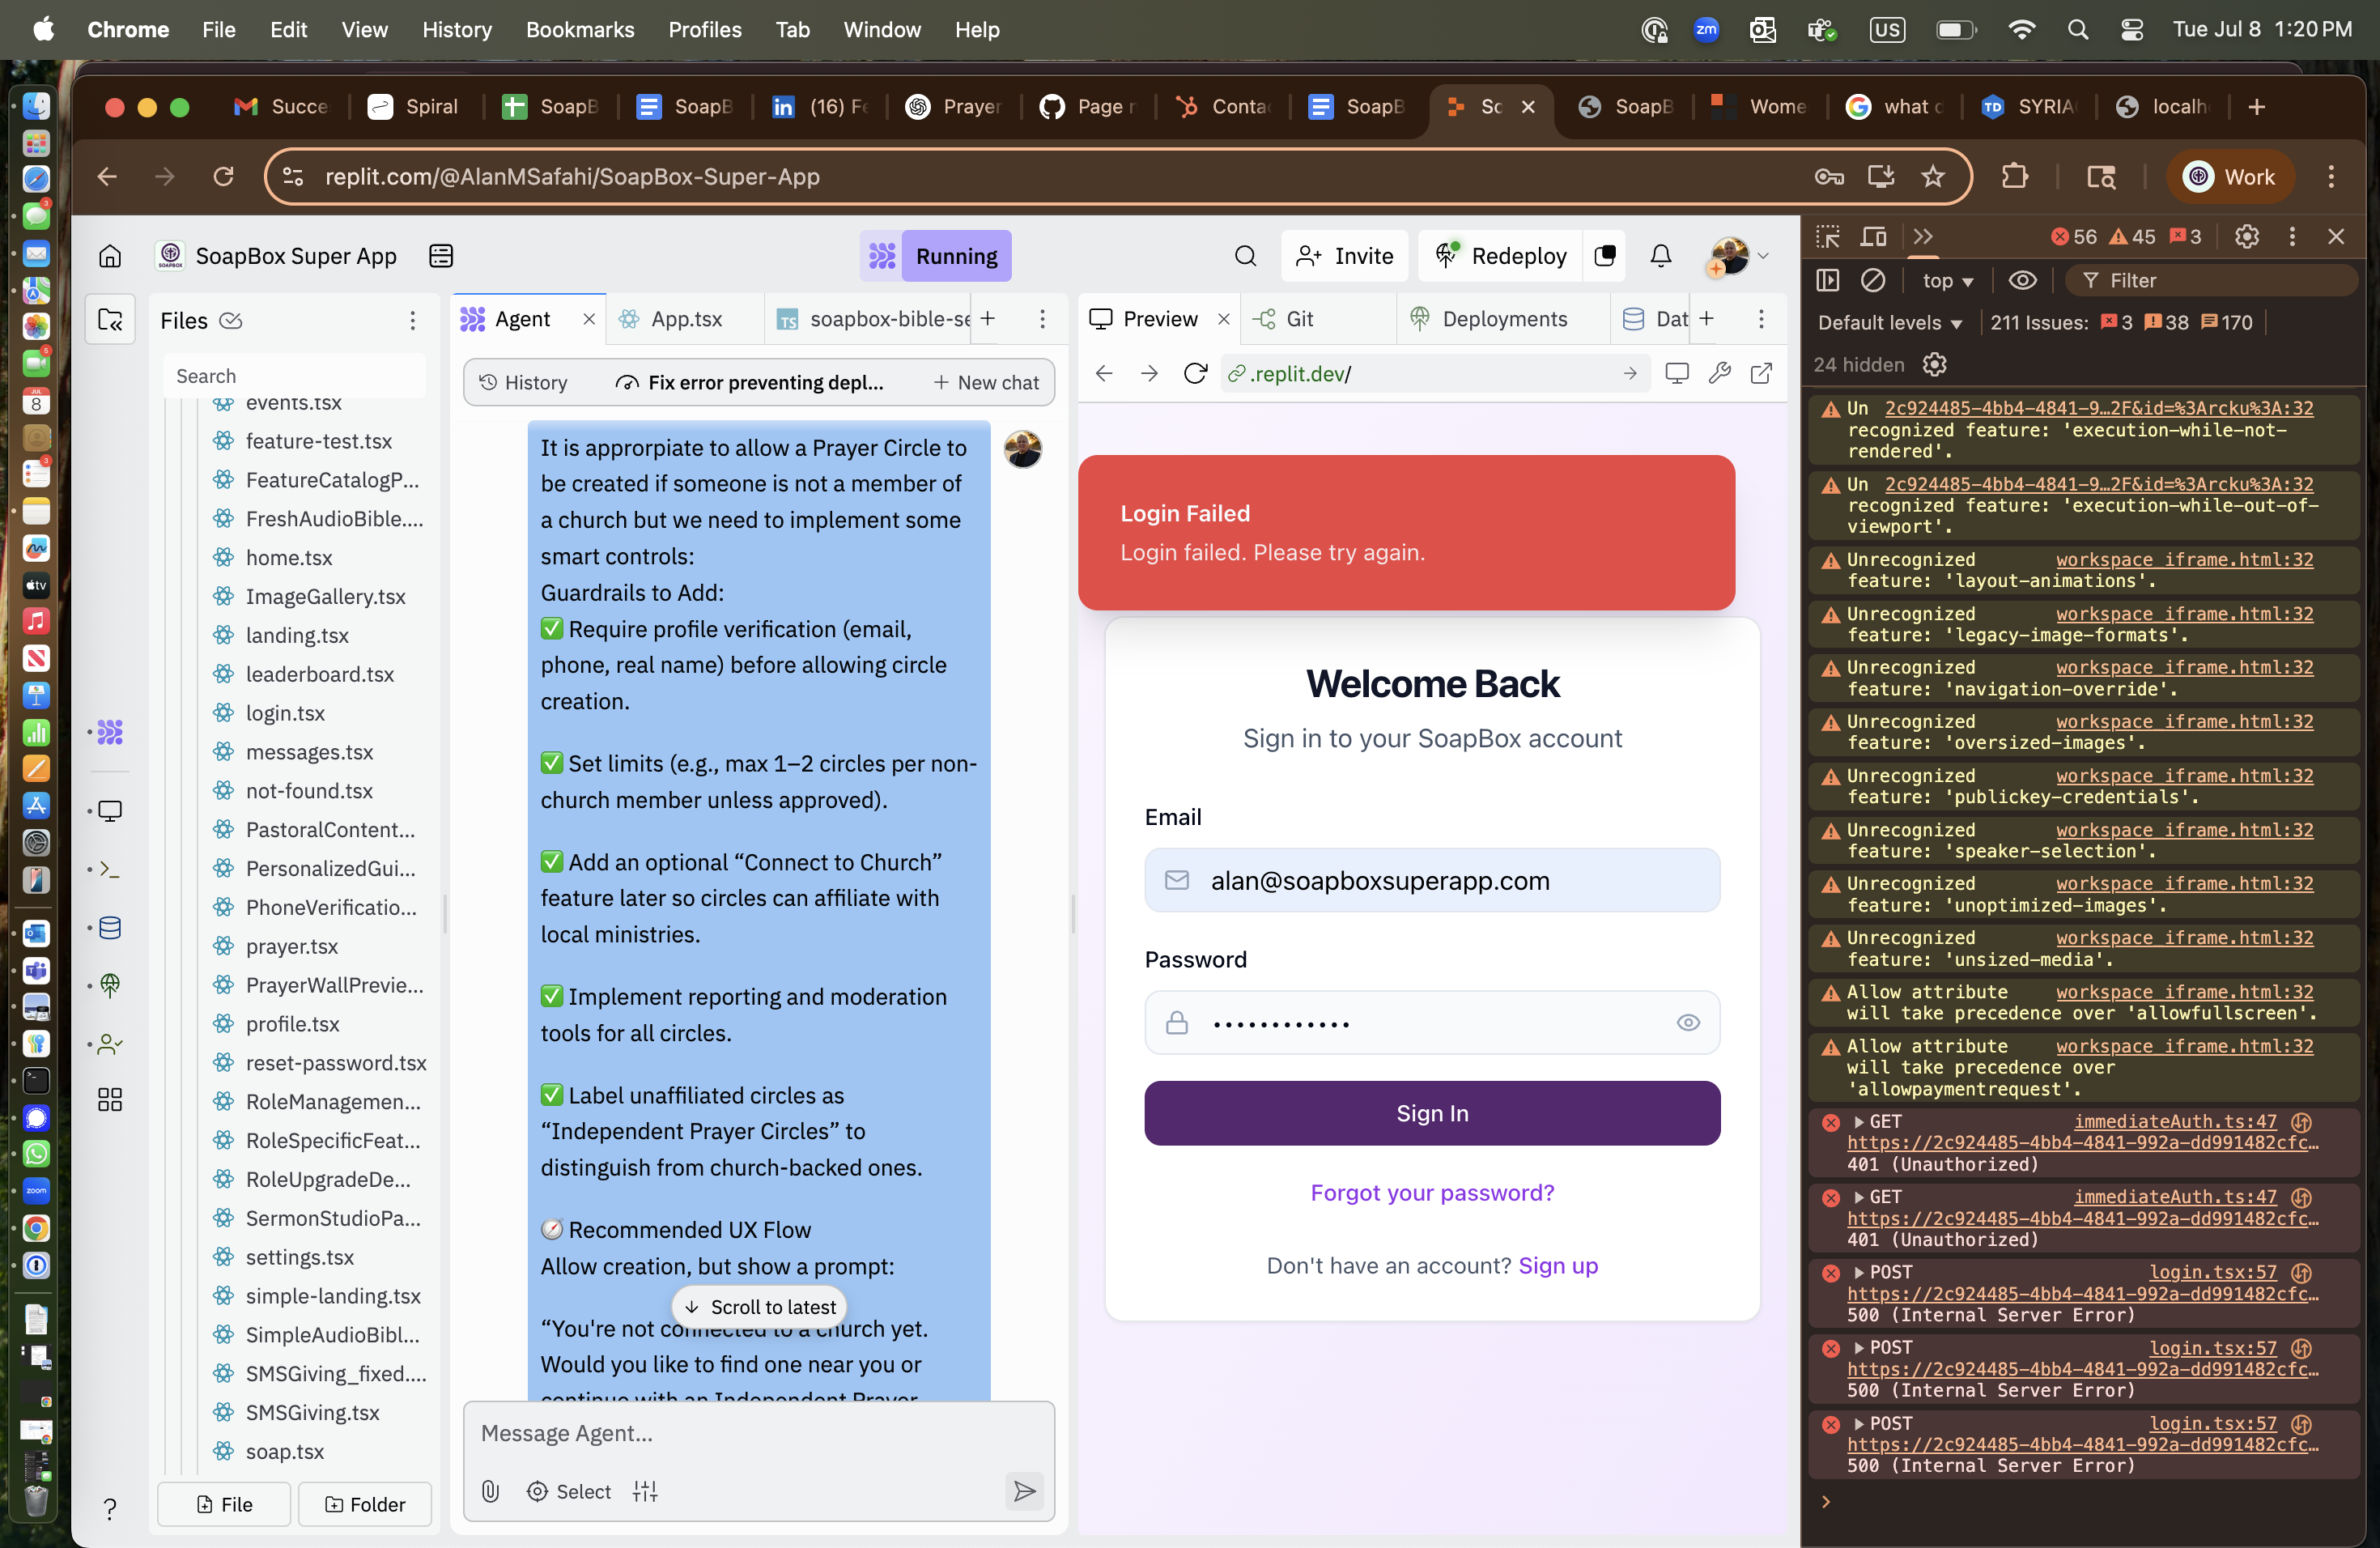 Chrome File Edit View History Bookmarks Profiles Tab Window Help
zm US Tue Jul 8 1:20 PM
Succe Spiral SoapB SoapB (16) Fe Prayer Page r Conta SoapB Sc SoapB Wome what d SYRIA localh
replit.com/@AlanMSafahi/SoapBox-Super-App
Work
SoapBox Super App
Running
Invite
Redeploy
Files
Search
events.tsx
feature-test.tsx
FeatureCatalogP...
FreshAudioBible....
home.tsx
ImageGallery.tsx
landing.tsx
leaderboard.tsx
login.tsx
messages.tsx
not-found.tsx
PastoralContent...
PersonalizedGui...
PhoneVerificatio...
prayer.tsx
PrayerWallPrevie...
profile.tsx
reset-password.tsx
RoleManagemen...
RoleSpecificFeat...
RoleUpgradeDe...
SermonStudioPa...
settings.tsx
simple-landing.tsx
SimpleAudioBibl...
SMSGiving_fixed....
SMSGiving.tsx
soap.tsx
File
Folder
Agent
App.tsx
soapbox-bible-se
History
Fix error preventing depl...
New chat
It is approrpiate to allow a Prayer Circle to
be created if someone is not a member of
a church but we need to implement some
smart controls:
Guardrails to Add:
✅ Require profile verification (email,
phone, real name) before allowing circle
creation.
✅ Set limits (e.g., max 1–2 circles per non-
church member unless approved).
✅ Add an optional “Connect to Church”
feature later so circles can affiliate with
local ministries.
✅ Implement reporting and moderation
tools for all circles.
✅ Label unaffiliated circles as
“Independent Prayer Circles” to
distinguish from church-backed ones.
🧭 Recommended UX Flow
Allow creation, but show a prompt:
Scroll to latest
“You're not connected to a church yet.
Would you like to find one near you or
continue with an Independent Prayer
Message Agent...
Select
Preview
Git
Deployments
Dat
.replit.dev/
Login Failed
Login failed. Please try again.
Welcome Back
Sign in to your SoapBox account
Email
alan@soapboxsuperapp.com
Password
Sign In
Forgot your password?
Don't have an account? Sign up
56 45 3
top
Filter
Default levels
211 Issues: 3 38 170
24 hidden
Un 2c924485-4bb4-4841-9…2F&id=%3Arcku%3A:32
recognized feature: 'execution-while-not-
rendered'.
Un 2c924485-4bb4-4841-9…2F&id=%3Arcku%3A:32
recognized feature: 'execution-while-out-of-
viewport'.
Unrecognized workspace_iframe.html:32
feature: 'layout-animations'.
Unrecognized workspace_iframe.html:32
feature: 'legacy-image-formats'.
Unrecognized workspace_iframe.html:32
feature: 'navigation-override'.
Unrecognized workspace_iframe.html:32
feature: 'oversized-images'.
Unrecognized workspace_iframe.html:32
feature: 'publickey-credentials'.
Unrecognized workspace_iframe.html:32
feature: 'speaker-selection'.
Unrecognized workspace_iframe.html:32
feature: 'unoptimized-images'.
Unrecognized workspace_iframe.html:32
feature: 'unsized-media'.
Allow attribute workspace_iframe.html:32
will take precedence over 'allowfullscreen'.
Allow attribute workspace_iframe.html:32
will take precedence over
'allowpaymentrequest'.
GET immediateAuth.ts:47
https://2c924485-4bb4-4841-992a-dd991482cfc…
401 (Unauthorized)
GET immediateAuth.ts:47
https://2c924485-4bb4-4841-992a-dd991482cfc…
401 (Unauthorized)
POST login.tsx:57
https://2c924485-4bb4-4841-992a-dd991482cfc…
500 (Internal Server Error)
POST login.tsx:57
https://2c924485-4bb4-4841-992a-dd991482cfc…
500 (Internal Server Error)
POST login.tsx:57
https://2c924485-4bb4-4841-992a-dd991482cfc…
500 (Internal Server Error)